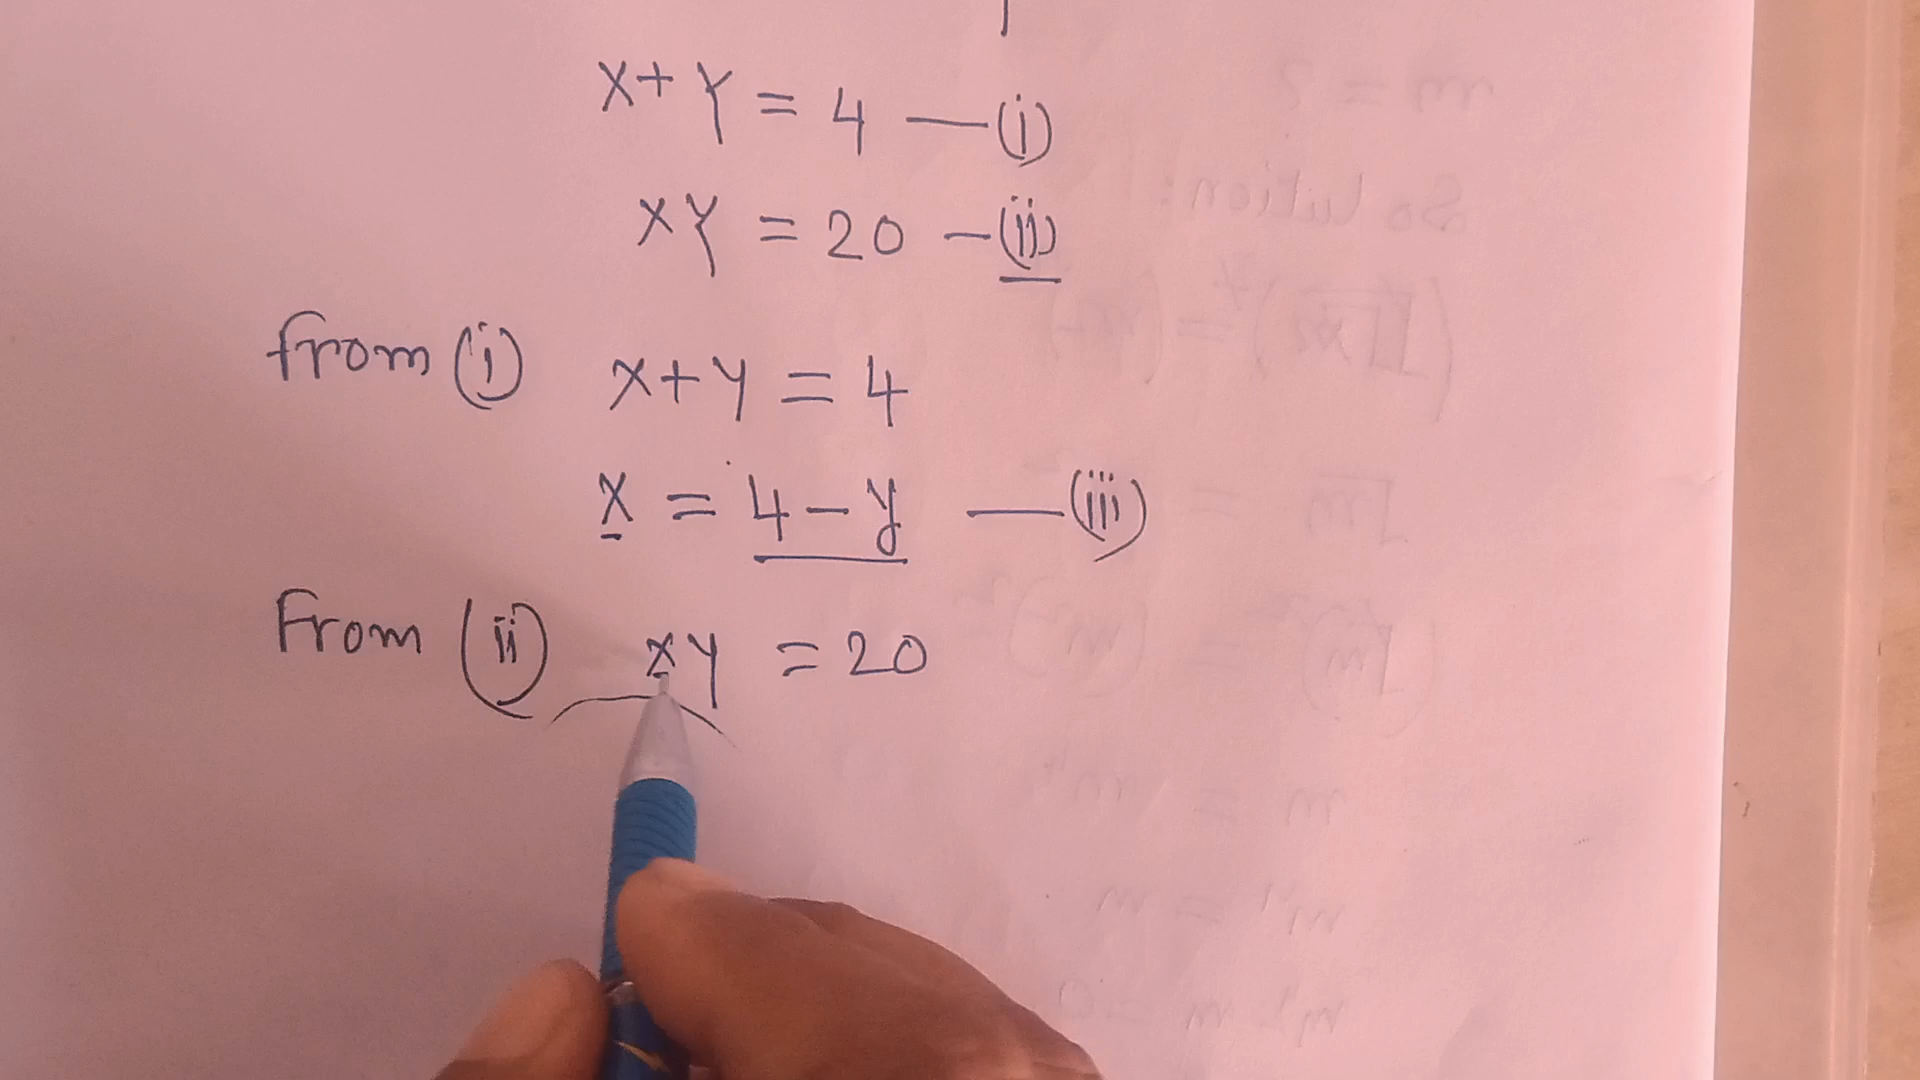 X+Y = 4 — (i)
XY = 20 — (ii)
from (i) X+Y = 4
X = 4 - y — (iii)
From (ii) XY = 20